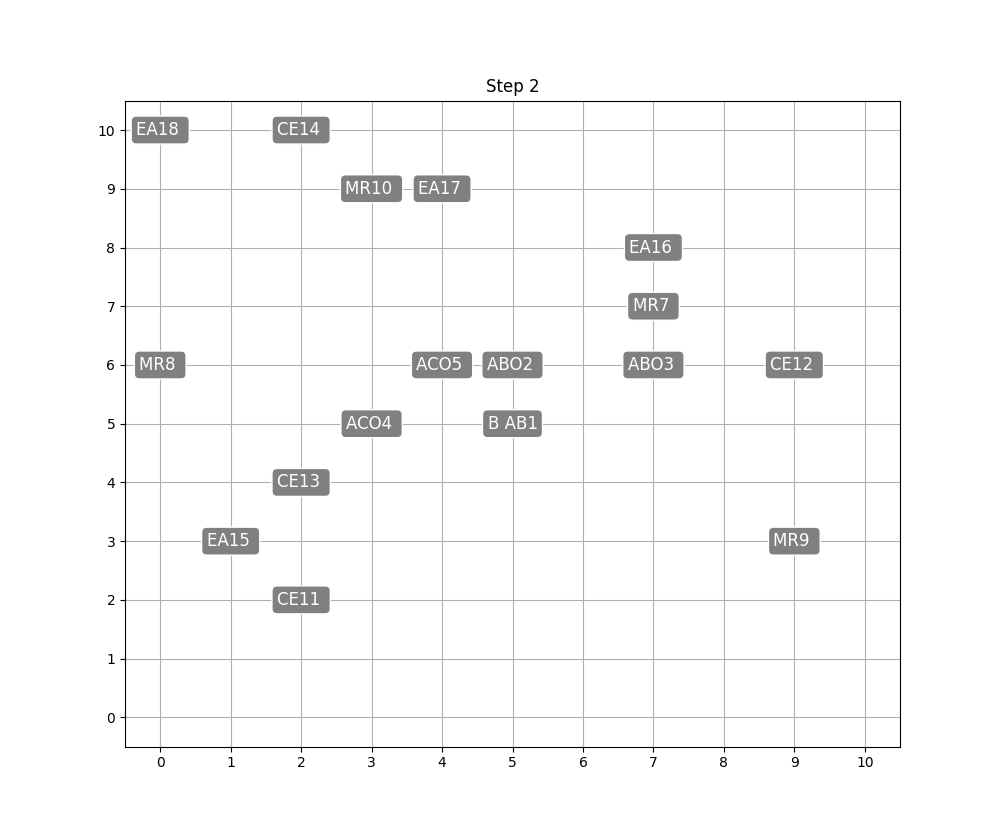 Step 2
10
EA18
CE14
9
MR10
EA17
8
EA16
7
MR7
6
MR8
ACO5
ABO2
ABO3
CE12
5
ACO4
B AB1
4
CE13
3
EA15
MR9
2
CE11
1
0
0 1 2 3 4 5 6 7 8 9 10